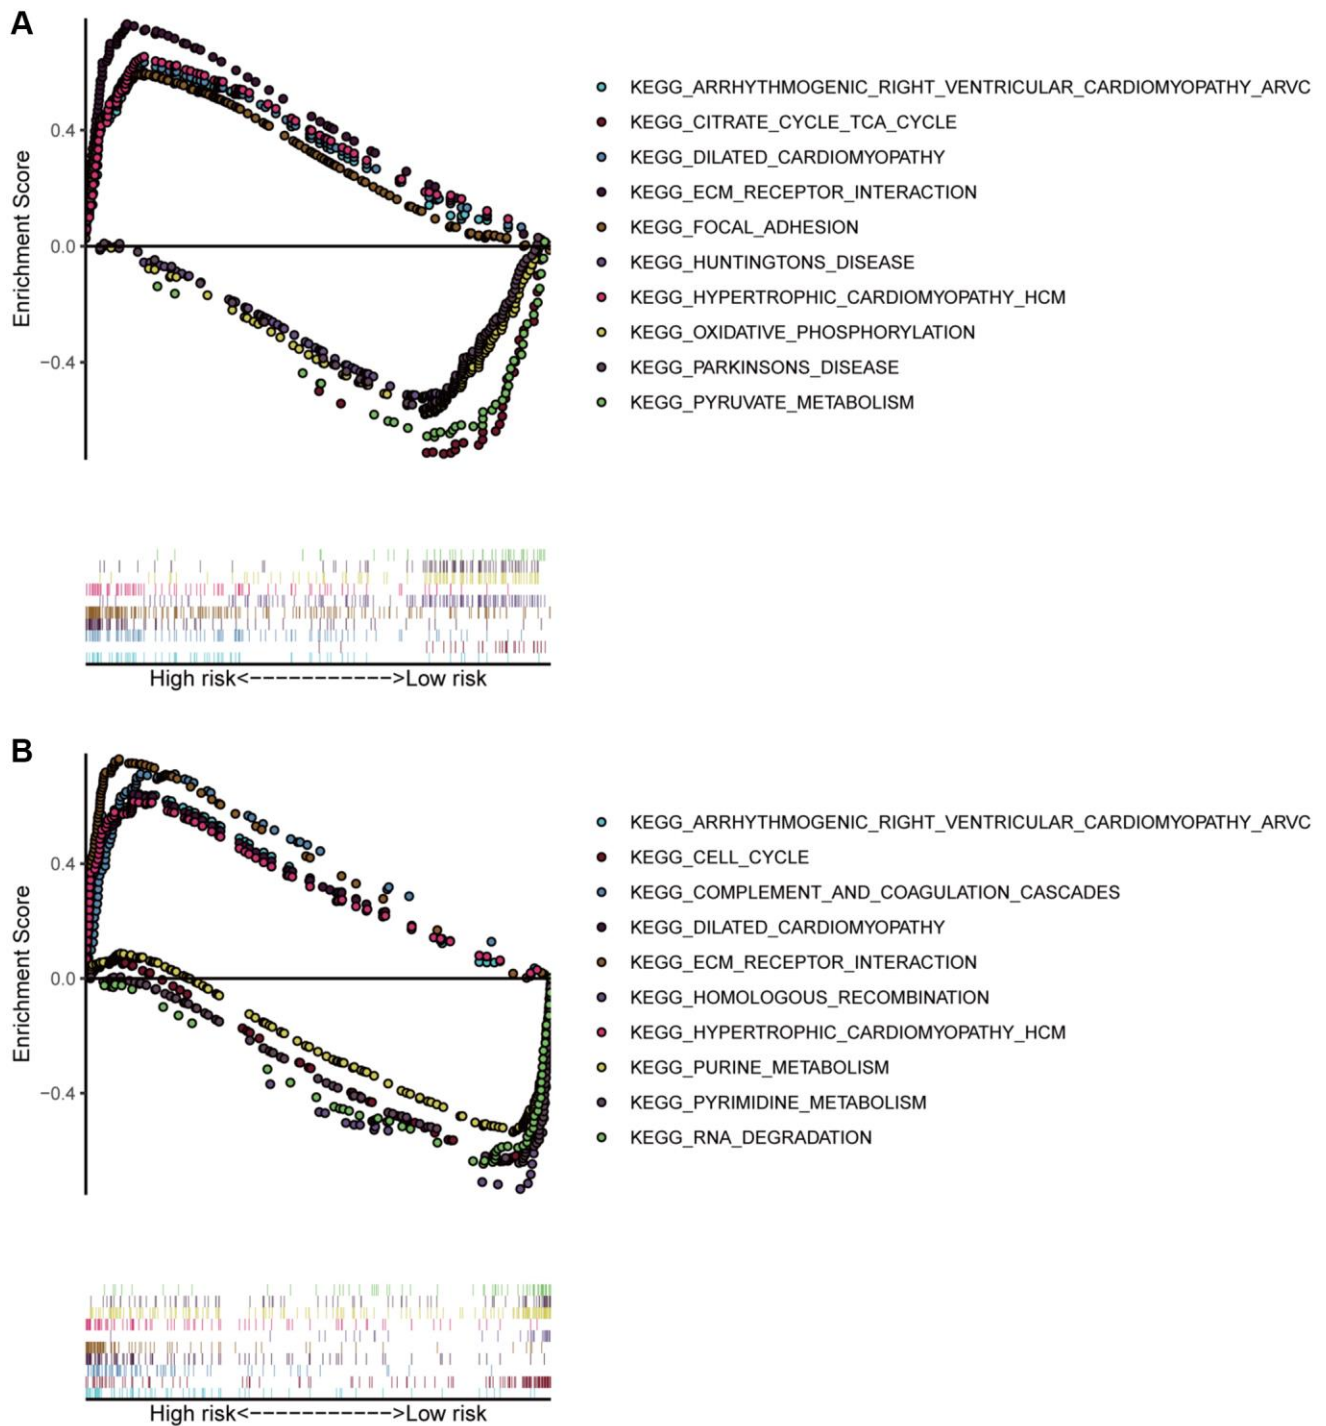 A
Enrichment Score
0.4
0.0
−0.4
KEGG_ARRHYTHMOGENIC_RIGHT_VENTRICULAR_CARDIOMYOPATHY_ARVC
KEGG_CITRATE_CYCLE_TCA_CYCLE
KEGG_DILATED_CARDIOMYOPATHY
KEGG_ECM_RECEPTOR_INTERACTION
KEGG_FOCAL_ADHESION
KEGG_HUNTINGTONS_DISEASE
KEGG_HYPERTROPHIC_CARDIOMYOPATHY_HCM
KEGG_OXIDATIVE_PHOSPHORYLATION
KEGG_PARKINSONS_DISEASE
KEGG_PYRUVATE_METABOLISM
High risk<------------>Low risk
B
Enrichment Score
0.4
0.0
−0.4
KEGG_ARRHYTHMOGENIC_RIGHT_VENTRICULAR_CARDIOMYOPATHY_ARVC
KEGG_CELL_CYCLE
KEGG_COMPLEMENT_AND_COAGULATION_CASCADES
KEGG_DILATED_CARDIOMYOPATHY
KEGG_ECM_RECEPTOR_INTERACTION
KEGG_HOMOLOGOUS_RECOMBINATION
KEGG_HYPERTROPHIC_CARDIOMYOPATHY_HCM
KEGG_PURINE_METABOLISM
KEGG_PYRIMIDINE_METABOLISM
KEGG_RNA_DEGRADATION
High risk<------------>Low risk